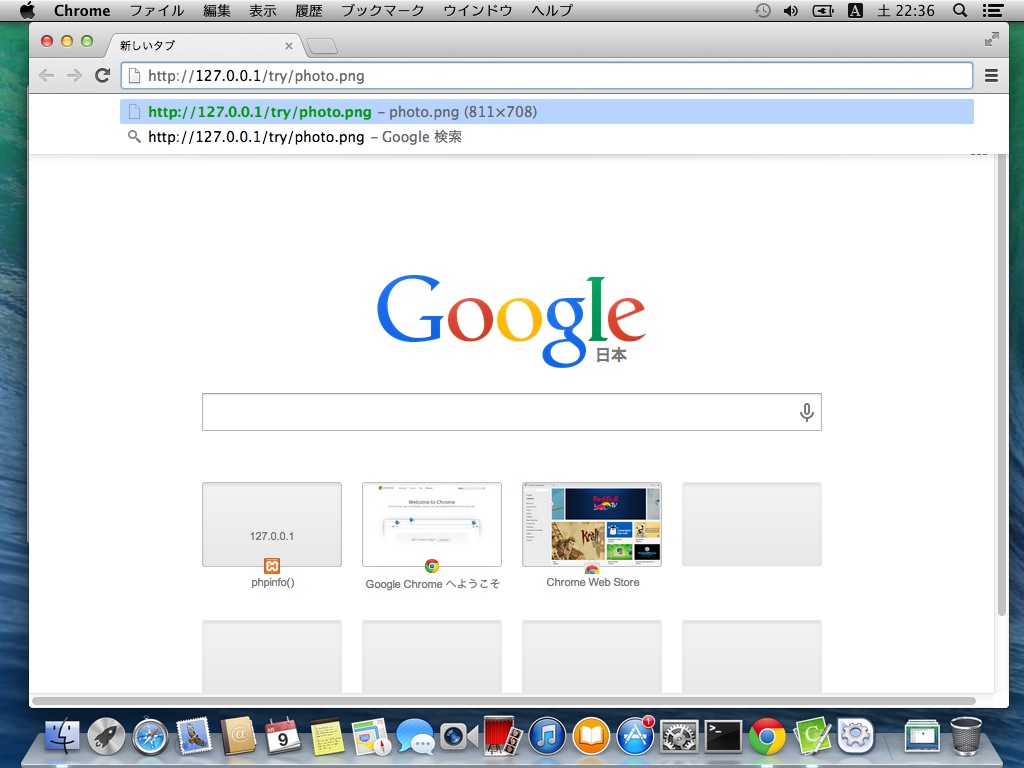 Chrome ファイル 編集 表示 履歴 ブックマーク ウインドウ ヘルプ A 土 22:36
新しいタブ
http://127.0.0.1/try/photo.png
http://127.0.0.1/try/photo.png – photo.png (811×708)
http://127.0.0.1/try/photo.png – Google 検索
Google
日本
127.0.0.1
Welcome to Chrome
Red Bull
TV
phpinfo()
Google Chrome へようこそ
Chrome Web Store
9
1